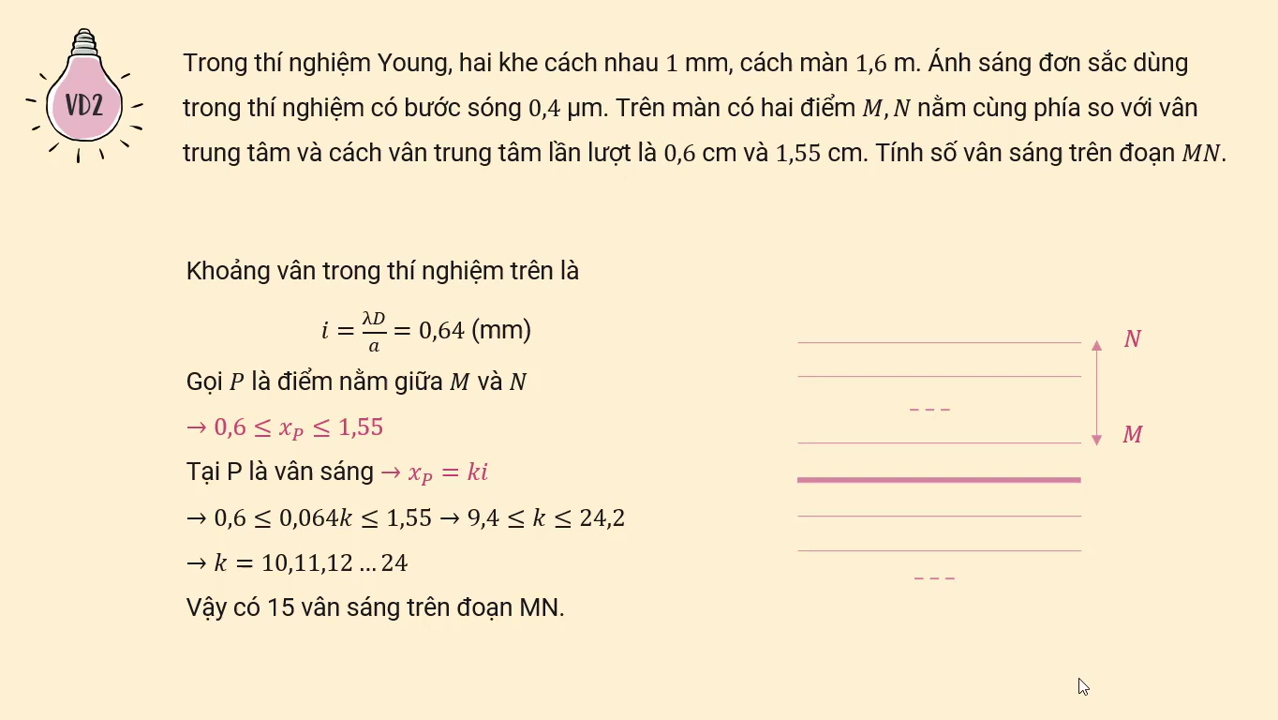 VD2
Trong thí nghiệm Young, hai khe cách nhau 1 mm, cách màn 1,6 m. Ánh sáng đơn sắc dùng
trong thí nghiệm có bước sóng 0,4 μm. Trên màn có hai điểm M, N nằm cùng phía so với vân
trung tâm và cách vân trung tâm lần lượt là 0,6 cm và 1,55 cm. Tính số vân sáng trên đoạn MN.
Khoảng vân trong thí nghiệm trên là
i = λD/a = 0,64 (mm)
Gọi P là điểm nằm giữa M và N
→ 0,6 ≤ x_P ≤ 1,55
Tại P là vân sáng → x_P = ki
→ 0,6 ≤ 0,064k ≤ 1,55 → 9,4 ≤ k ≤ 24,2
→ k = 10,11,12 … 24
Vậy có 15 vân sáng trên đoạn MN.
N
M